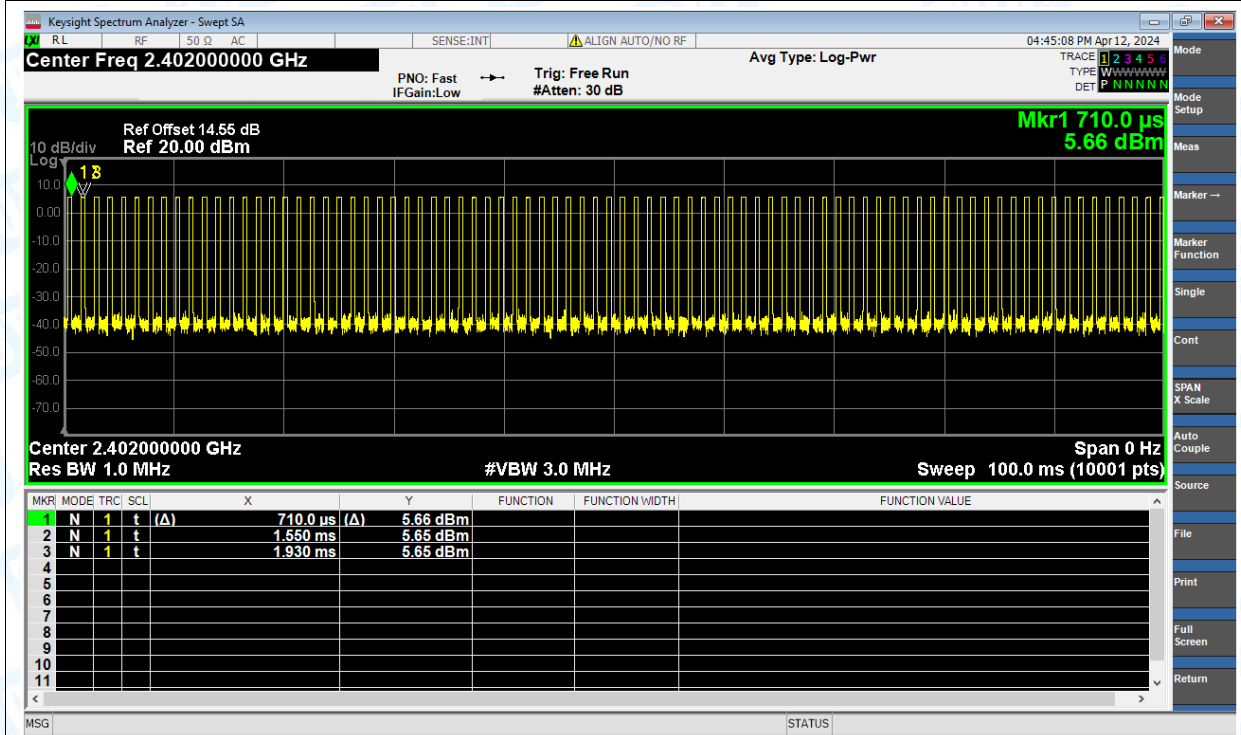 Keysight Spectrum Analyzer - Swept SA
LXI RL RF 50 Ω AC SENSE:INT ALIGN AUTO/NO RF 04:45:08 PM Apr 12, 2024
Center Freq 2.402000000 GHz
PNO: Fast
IFGain:Low
Trig: Free Run
#Atten: 30 dB
Avg Type: Log-Pwr
TRACE 1 2 3 4 5 6
TYPE WWWWWW
DET P N N N N N
Ref Offset 14.55 dB
10 dB/div Ref 20.00 dBm
Log
Mkr1 710.0 µs
5.66 dBm
1 2 3
10.0
0.00
-10.0
-20.0
-30.0
-40.0
-50.0
-60.0
-70.0
Center 2.402000000 GHz Span 0 Hz
Res BW 1.0 MHz #VBW 3.0 MHz Sweep 100.0 ms (10001 pts)
MKR MODE TRC SCL X Y FUNCTION FUNCTION WIDTH FUNCTION VALUE
1 N 1 t (Δ) 710.0 µs (Δ) 5.66 dBm
2 N 1 t 1.550 ms 5.65 dBm
3 N 1 t 1.930 ms 5.65 dBm
4
5
6
7
8
9
10
11
MSG STATUS
Mode
Mode
Setup
Meas
Marker →
Marker
Function
Single
Cont
SPAN
X Scale
Auto
Couple
Source
File
Print
Full
Screen
Return